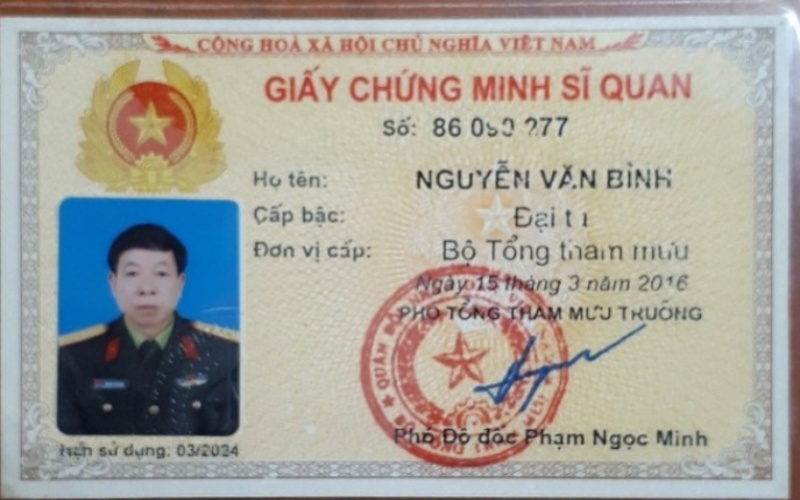 CỘNG HOÀ XÃ HỘI CHỦ NGHĨA VIỆT NAM
GIẤY CHỨNG MINH SĨ QUAN
Số: 86 090 277
Họ tên: NGUYỄN VĂN BÌNH
Cấp bậc: Đại tá
Đơn vị cấp: Bộ Tổng tham mưu
Ngày 15 tháng 3 năm 2016
PHÓ TỔNG THAM MƯU TRƯỞNG
Phó Đô đốc Phạm Ngọc Minh
Hạn sử dụng: 03/2024